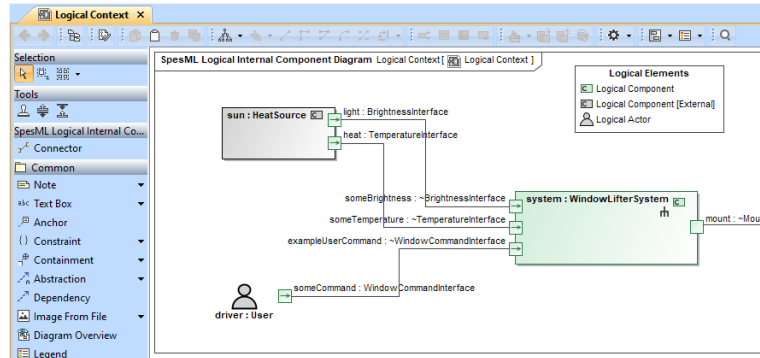 Logical Context
Selection
Tools
SpesML Logical Internal Co...
Connector
Common
Note
abc Text Box
Anchor
{} Constraint
Containment
Abstraction
Dependency
Image From File
Diagram Overview
Legend
SpesML Logical Internal Component Diagram Logical Context [ Logical Context ]
Logical Elements
C Logical Component
C Logical Component [External]
Logical Actor
sun : HeatSource C
light : BrightnessInterface
heat : TemperatureInterface
someBrightness : ~BrightnessInterface
someTemperature : ~TemperatureInterface
exampleUserCommand : ~WindowCommandInterface
system : WindowLifterSystem C
mount : ~Mou
someCommand : WindowCommandInterface
driver : User